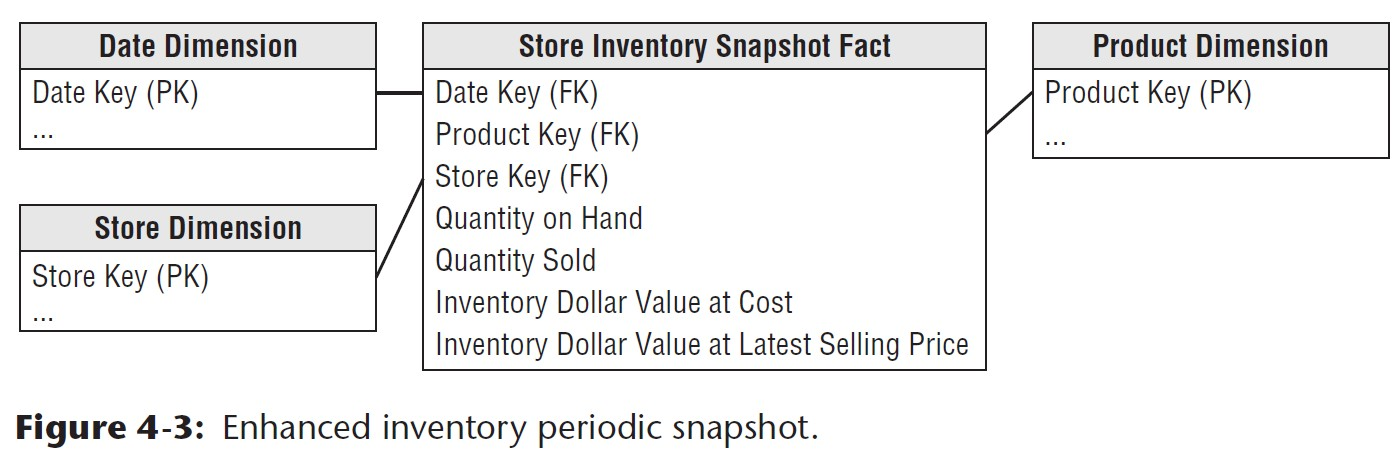 Date Dimension
Date Key (PK)
...
Store Dimension
Store Key (PK)
...
Store Inventory Snapshot Fact
Date Key (FK)
Product Key (FK)
Store Key (FK)
Quantity on Hand
Quantity Sold
Inventory Dollar Value at Cost
Inventory Dollar Value at Latest Selling Price
Product Dimension
Product Key (PK)
...
Figure 4-3: Enhanced inventory periodic snapshot.